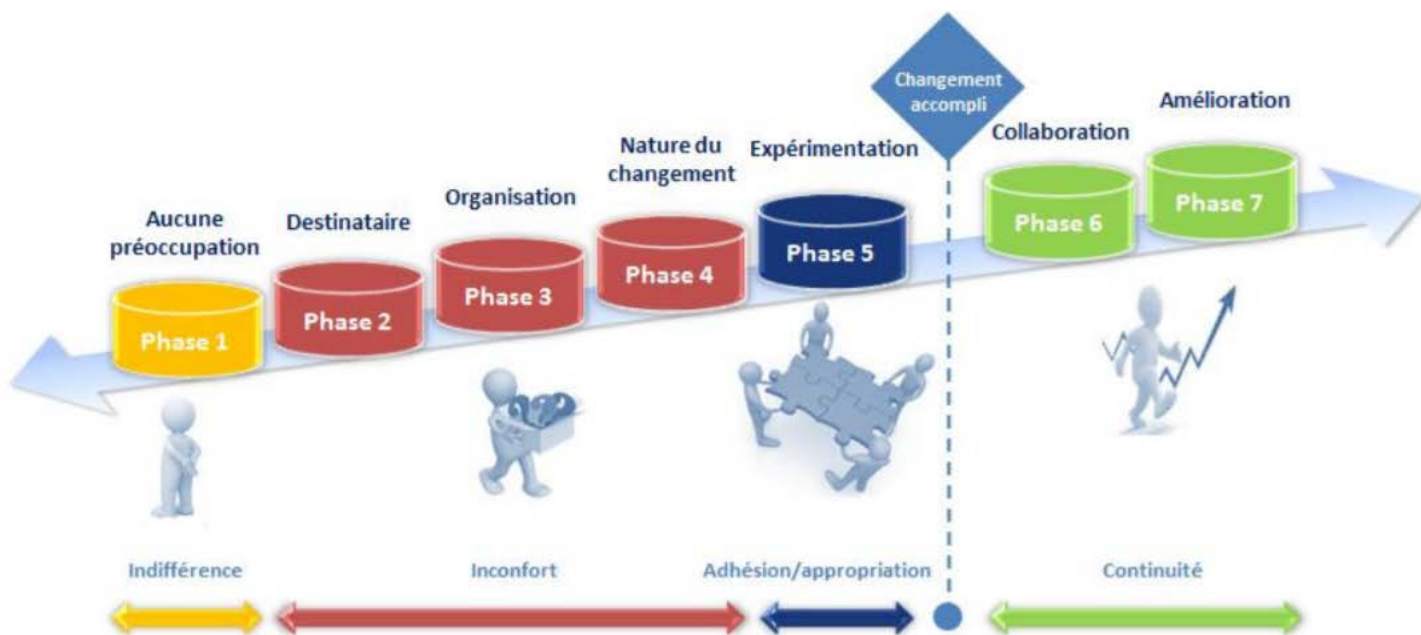 Changement
accompli
Amélioration
Collaboration
Nature du
changement
Expérimentation
Organisation
Aucune
préoccupation
Destinataire
Phase 1
Phase 2
Phase 3
Phase 4
Phase 5
Phase 6
Phase 7
Indifférence
Inconfort
Adhésion/appropriation
Continuité